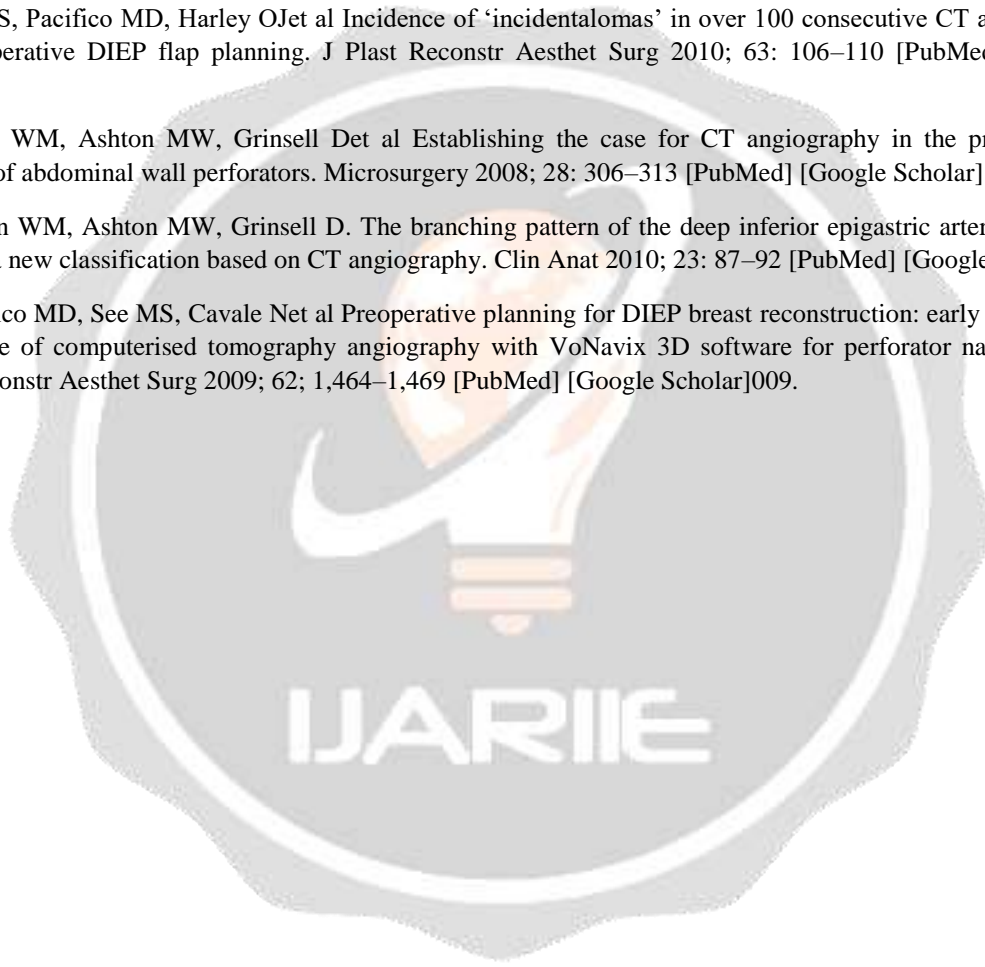 S, Pacifico MD, Harley OJet al Incidence of ‘incidentalomas’ in over 100 consecutive CT a
perative DIEP flap planning. J Plast Reconstr Aesthet Surg 2010; 63: 106–110 [PubMed
WM, Ashton MW, Grinsell Det al Establishing the case for CT angiography in the pr
of abdominal wall perforators. Microsurgery 2008; 28: 306–313 [PubMed] [Google Scholar]
n WM, Ashton MW, Grinsell D. The branching pattern of the deep inferior epigastric arter
new classification based on CT angiography. Clin Anat 2010; 23: 87–92 [PubMed] [Google
ico MD, See MS, Cavale Net al Preoperative planning for DIEP breast reconstruction: early
e of computerised tomography angiography with VoNavix 3D software for perforator na
onstr Aesthet Surg 2009; 62; 1,464–1,469 [PubMed] [Google Scholar]009.
IJARIIE